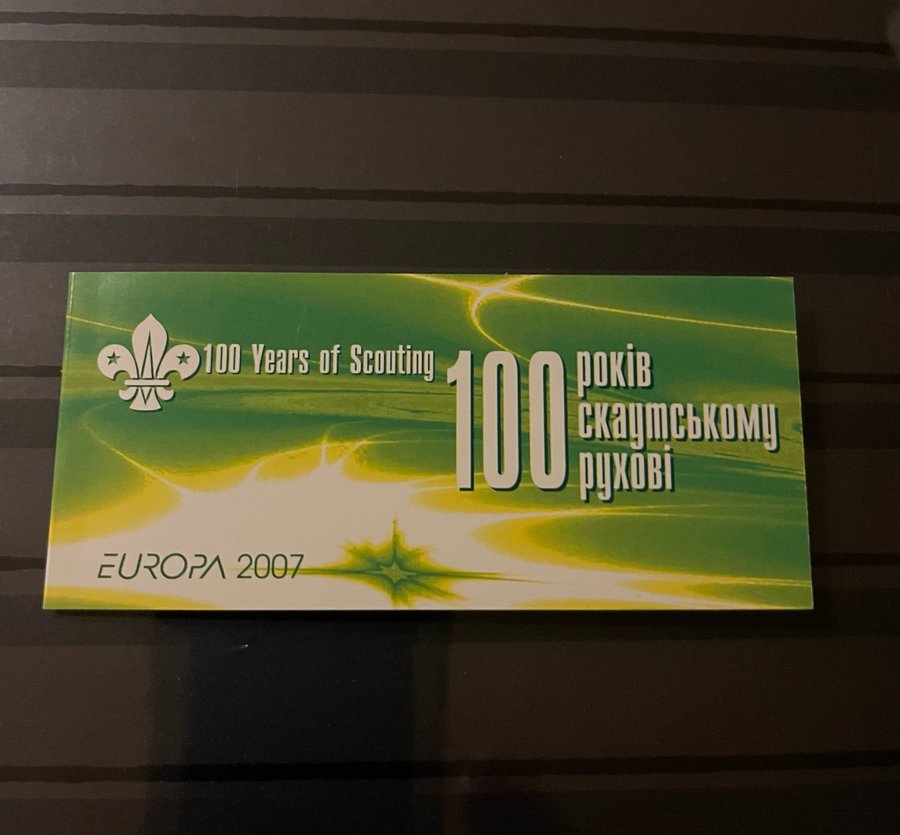 100 Years of Scouting
100
років
скаутському
рухові
EUROPA 2007